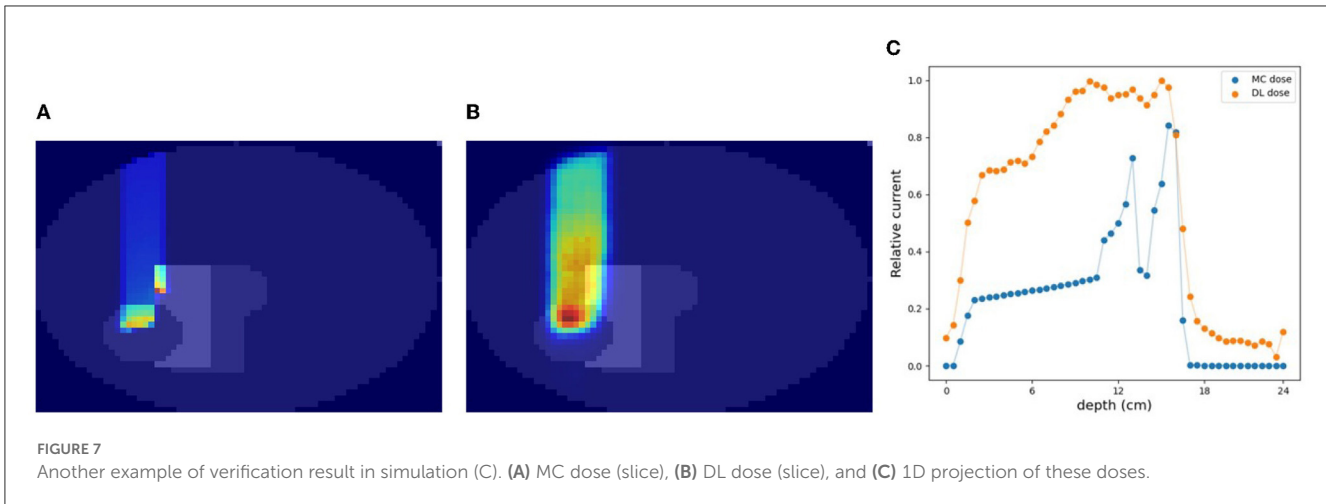 A
B
C
1.0
0.8
0.6
0.4
0.2
0.0
Relative current
MC dose
DL dose
0
6
12
18
24
depth (cm)
FIGURE 7
Another example of verification result in simulation (C). (A) MC dose (slice), (B) DL dose (slice), and (C) 1D projection of these doses.